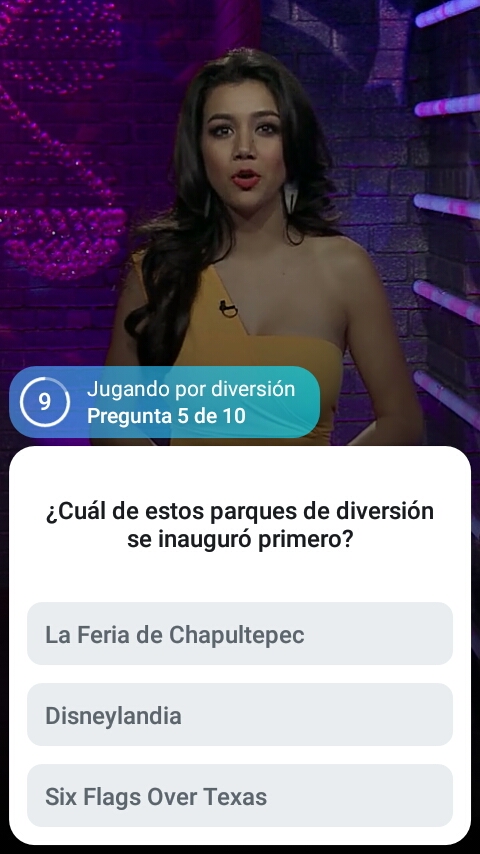 9
Jugando por diversión
Pregunta 5 de 10
¿Cuál de estos parques de diversión
se inauguró primero?
La Feria de Chapultepec
Disneylandia
Six Flags Over Texas